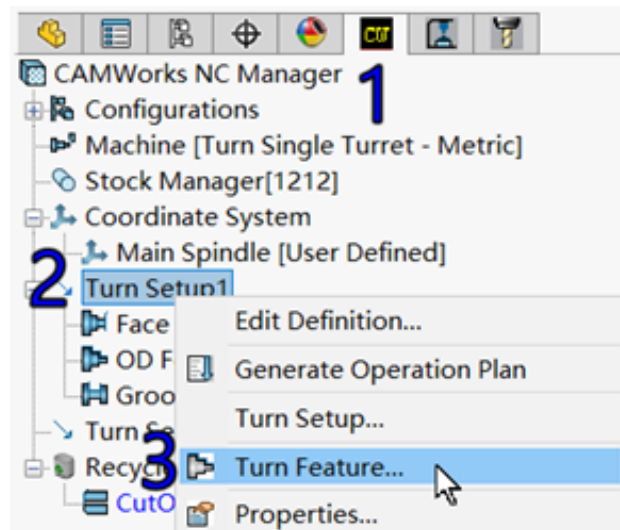 CAMWorks NC Manager
1
Configurations
Machine [Turn Single Turret - Metric]
Stock Manager[1212]
Coordinate System
Main Spindle [User Defined]
2 Turn Setup1
Face
Edit Definition...
OD F
Generate Operation Plan
Groo
Turn Setup...
Turn Se
3
Recyc
Turn Feature...
CutO
Properties...